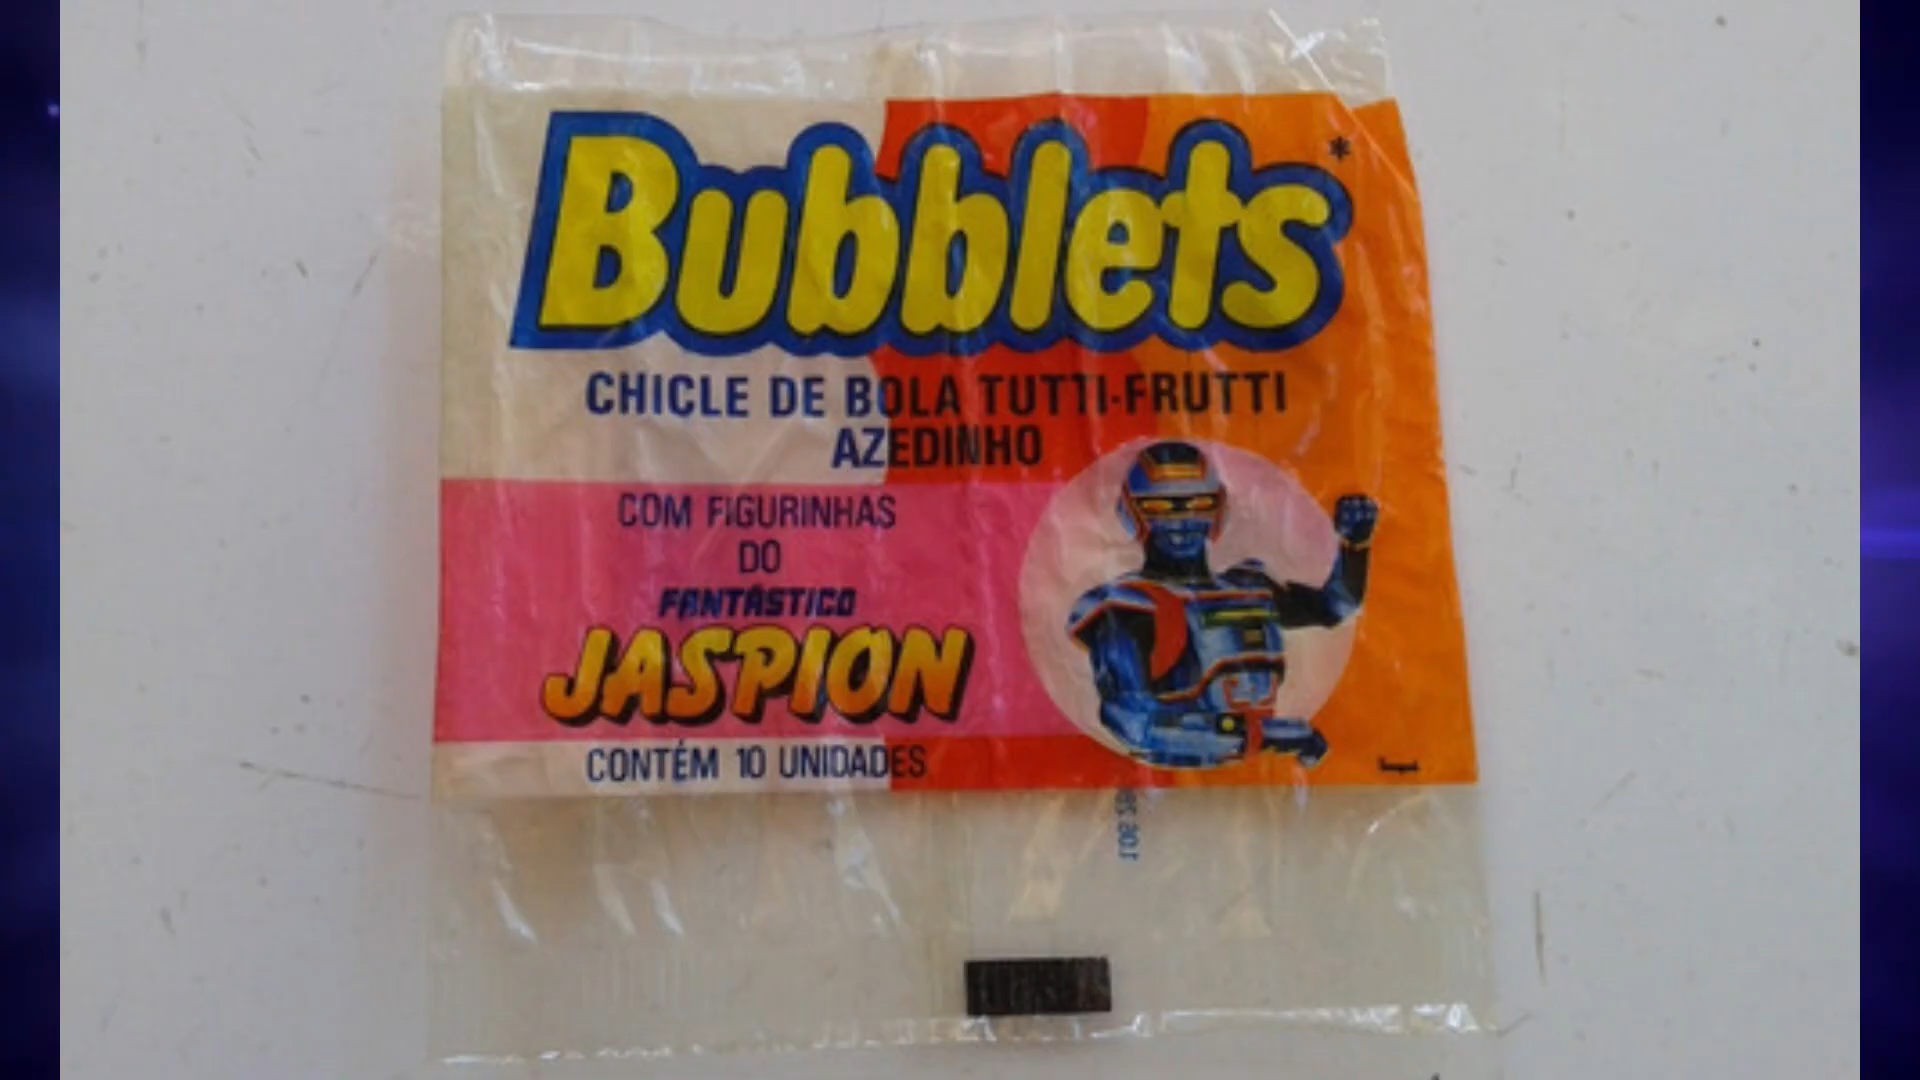 Bubblets*
CHICLE DE BOLA TUTTI-FRUTTI
AZEDINHO
COM FIGURINHAS
DO
FANTÁSTICO
JASPION
CONTÉM 10 UNIDADES